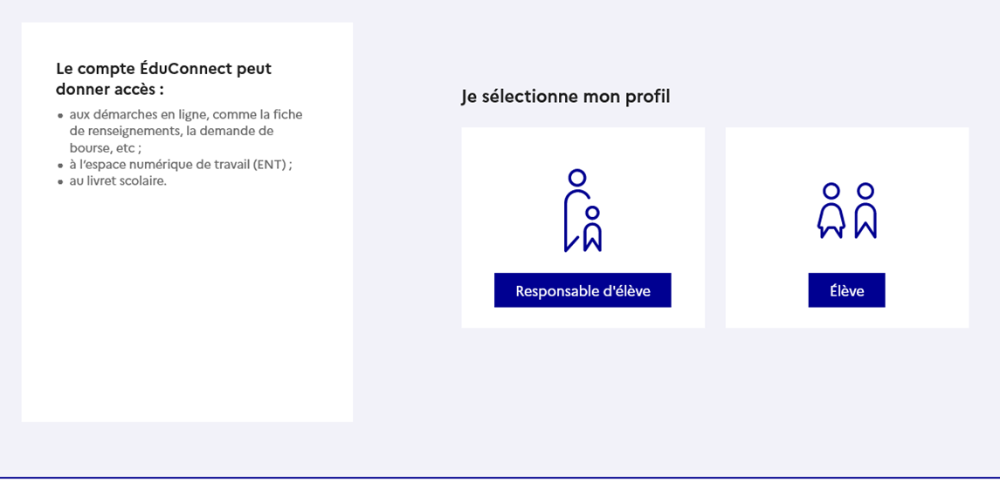 Le compte ÉduConnect peut
donner accès :
• aux démarches en ligne, comme la fiche
de renseignements, la demande de
bourse, etc ;
• à l'espace numérique de travail (ENT) ;
• au livret scolaire.
Je sélectionne mon profil
Responsable d'élève
Élève